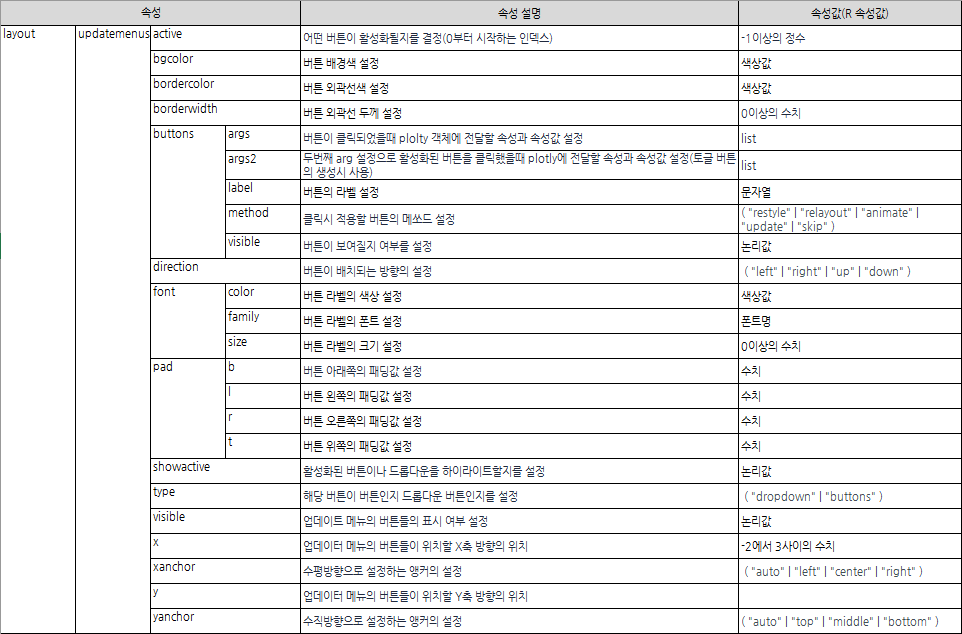 속성 속성 설명 속성값(R 속성값)
layout updatemenus active 어떤 버튼이 활성화될지를 결정(0부터 시작하는 인덱스) -1이상의 정수
bgcolor 버튼 배경색 설정 색상값
bordercolor 버튼 외곽선색 설정 색상값
borderwidth 버튼 외곽선 두께 설정 0이상의 수치
buttons args 버튼이 클릭되었을때 plolty 객체에 전달할 속성과 속성값 설정 list
args2 두번째 arg 설정으로 활성화된 버튼을 클릭했을때 plotly에 전달할 속성과 속성값 설정(토글 버튼
의 생성시 사용) list
label 버튼의 라벨 설정 문자열
method 클릭시 적용할 버튼의 메쏘드 설정 ( "restyle" | "relayout" | "animate" |
"update" | "skip" )
visible 버튼이 보여질지 여부를 설정 논리값
direction 버튼이 배치되는 방향의 설정 ( "left" | "right" | "up" | "down" )
font color 버튼 라벨의 색상 설정 색상값
family 버튼 라벨의 폰트 설정 폰트명
size 버튼 라벨의 크기 설정 0이상의 수치
pad b 버튼 아래쪽의 패딩값 설정 수치
l 버튼 왼쪽의 패딩값 설정 수치
r 버튼 오른쪽의 패딩값 설정 수치
t 버튼 위쪽의 패딩값 설정 수치
showactive 활성화된 버튼이나 드롭다운을 하이라이트할지를 설정 논리값
type 해당 버튼이 버튼인지 드롭다운 버튼인지를 설정 ( "dropdown" | "buttons" )
visible 업데이트 메뉴의 버튼들의 표시 여부 설정 논리값
x 업데이터 메뉴의 버튼들이 위치할 X축 방향의 위치 -2에서 3사이의 수치
xanchor 수평방향으로 설정하는 앵커의 설정 ( "auto" | "left" | "center" | "right" )
y 업데이터 메뉴의 버튼들이 위치할 Y축 방향의 위치
yanchor 수직방향으로 설정하는 앵커의 설정 ( "auto" | "top" | "middle" | "bottom" )